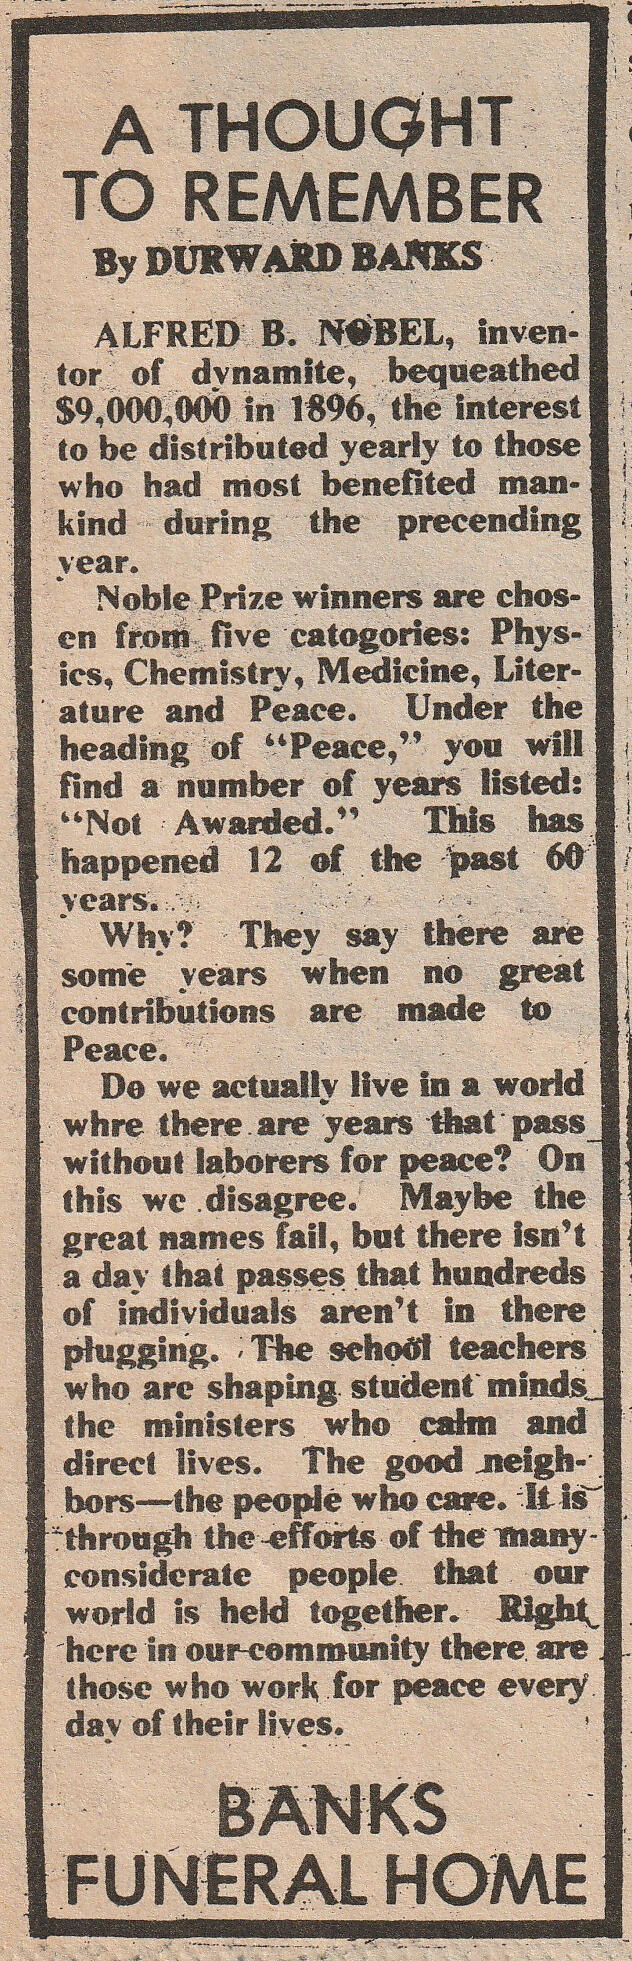 A THOUGHT
TO REMEMBER
By DURWARD BANKS
ALFRED B. NOBEL, inven-
tor of dynamite, bequeathed
$9,000,000 in 1896, the interest
to be distributed yearly to those
who had most benefited man-
kind during the precending
year.
Noble Prize winners are chos-
en from five catogories: Phys-
ics, Chemistry, Medicine, Liter-
ature and Peace. Under the
heading of “Peace,” you will
find a number of years listed:
“Not Awarded.” This has
happened 12 of the past 60
years.
Why? They say there are
some years when no great
contributions are made to
Peace.
Do we actually live in a world
whre there are years that pass
without laborers for peace? On
this we disagree. Maybe the
great names fail, but there isn’t
a day that passes that hundreds
of individuals aren’t in there
plugging. The school teachers
who are shaping student minds
the ministers who calm and
direct lives. The good neigh-
bors—the people who care. It is
through the efforts of the many
considerate people that our
world is held together. Right
here in our community there are
those who work for peace every
day of their lives.
BANKS
FUNERAL HOME